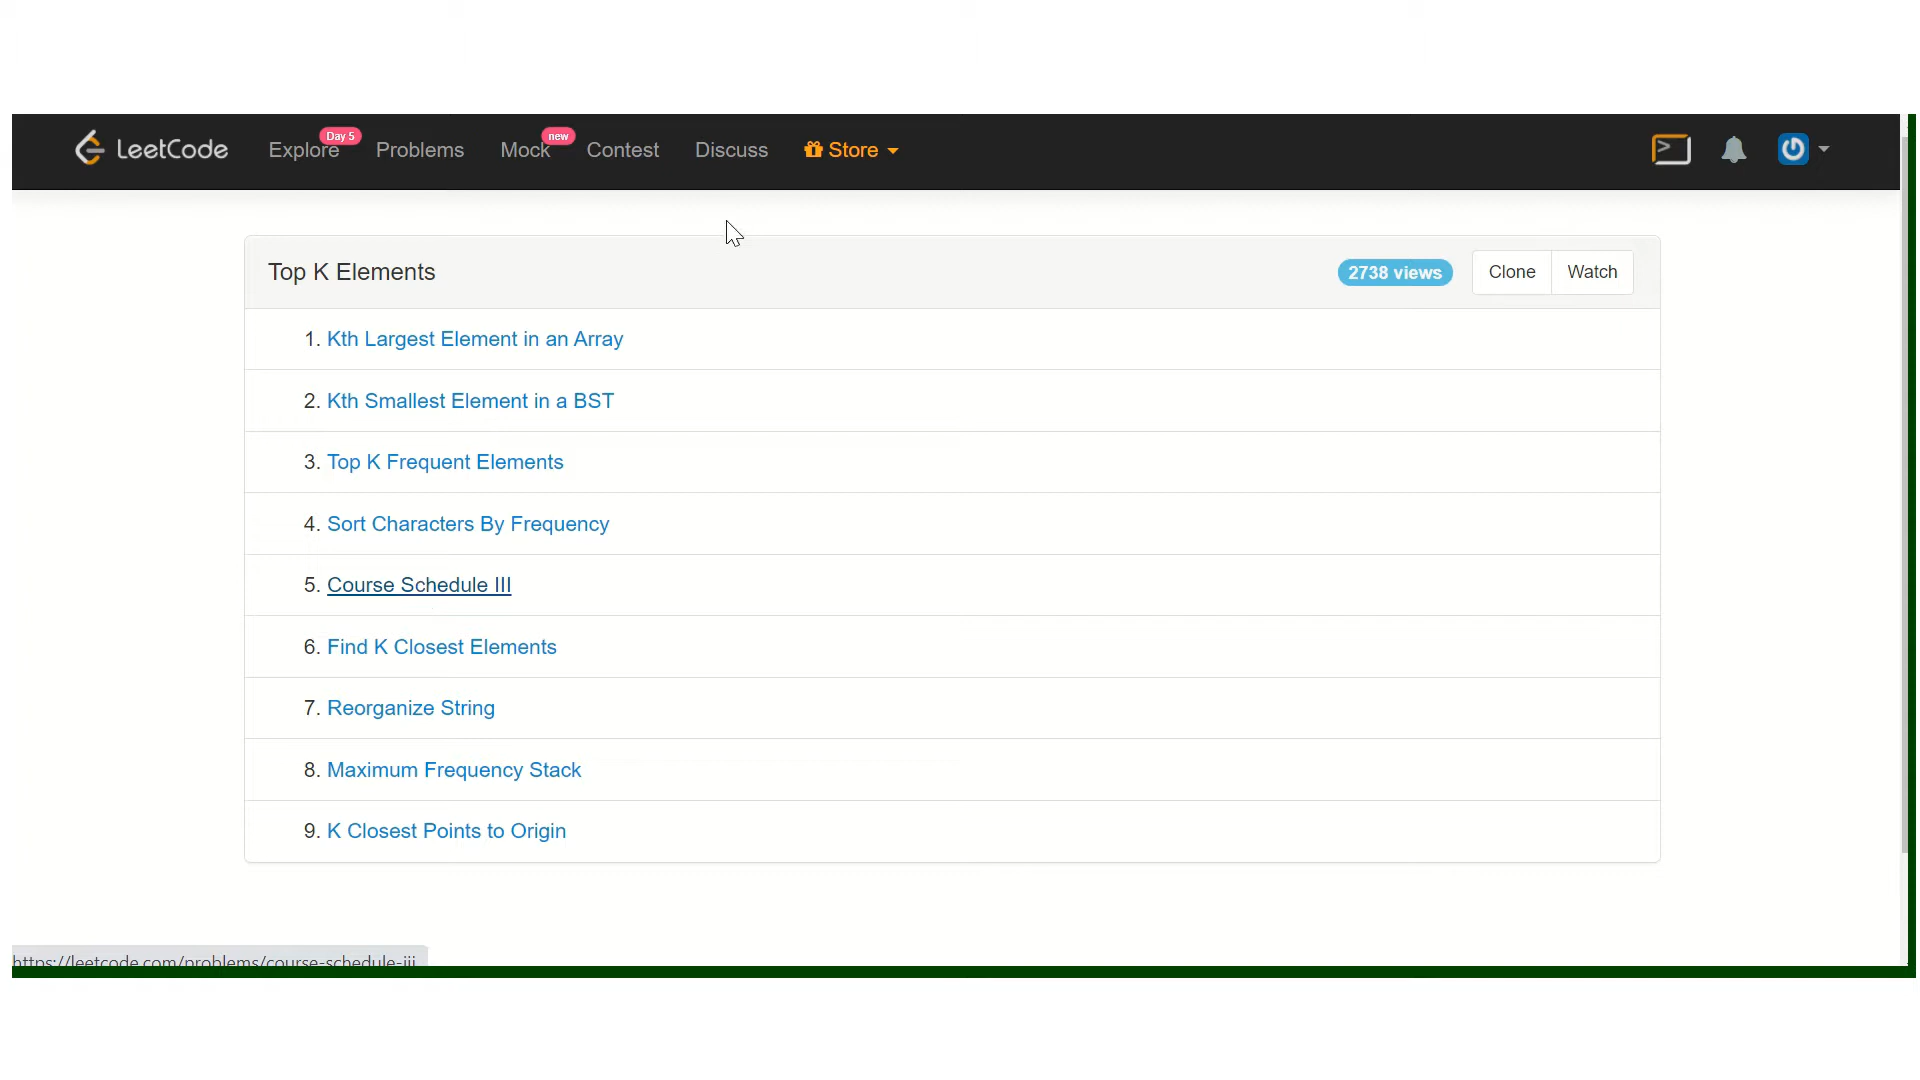 LeetCode Explore Day 5 Problems Mock new Contest Discuss Store
Top K Elements 2738 views Clone Watch
1. Kth Largest Element in an Array
2. Kth Smallest Element in a BST
3. Top K Frequent Elements
4. Sort Characters By Frequency
5. Course Schedule III
6. Find K Closest Elements
7. Reorganize String
8. Maximum Frequency Stack
9. K Closest Points to Origin
https://leetcode.com/problems/course-schedule-iii